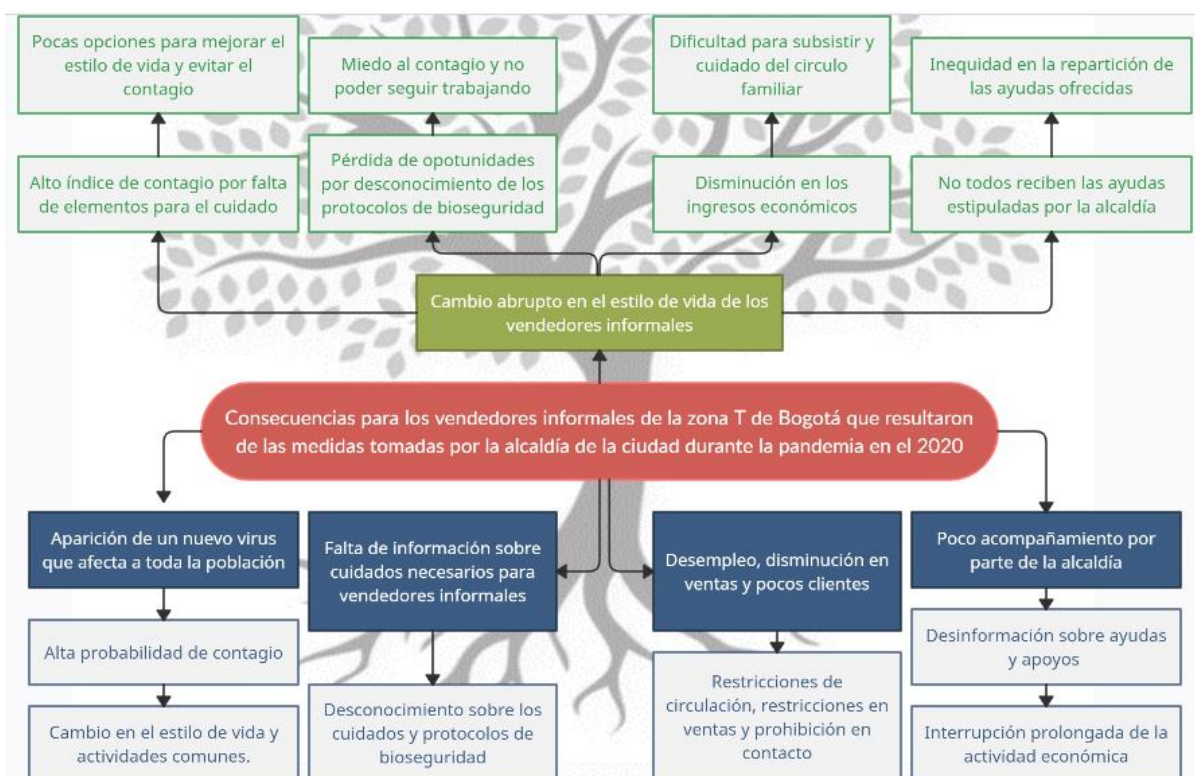 Pocas opciones para mejorar el
estilo de vida y evitar el
contagio
Miedo al contagio y no
poder seguir trabajando
Dificultad para subsistir y
cuidado del circulo
familiar
Inequidad en la repartición de
las ayudas ofrecidas
Alto índice de contagio por falta
de elementos para el cuidado
Pérdida de opotunidades
por desconocimiento de los
protocolos de bioseguridad
Disminución en los
ingresos económicos
No todos reciben las ayudas
estipuladas por la alcaldía
Cambio abrupto en el estilo de vida de los
vendedores informales
Consecuencias para los vendedores informales de la zona T de Bogotá que resultaron
de las medidas tomadas por la alcaldía de la ciudad durante la pandemia en el 2020
Aparición de un nuevo virus
que afecta a toda la población
Falta de información sobre
cuidados necesarios para
vendedores informales
Desempleo, disminución en
ventas y pocos clientes
Poco acompañamiento por
parte de la alcaldía
Alta probabilidad de contagio
Desconocimiento sobre los
cuidados y protocolos de
bioseguridad
Restricciones de
circulación, restricciones en
ventas y prohibición en
contacto
Desinformación sobre ayudas
y apoyos
Cambio en el estilo de vida y
actividades comunes.
Interrupción prolongada de la
actividad económica